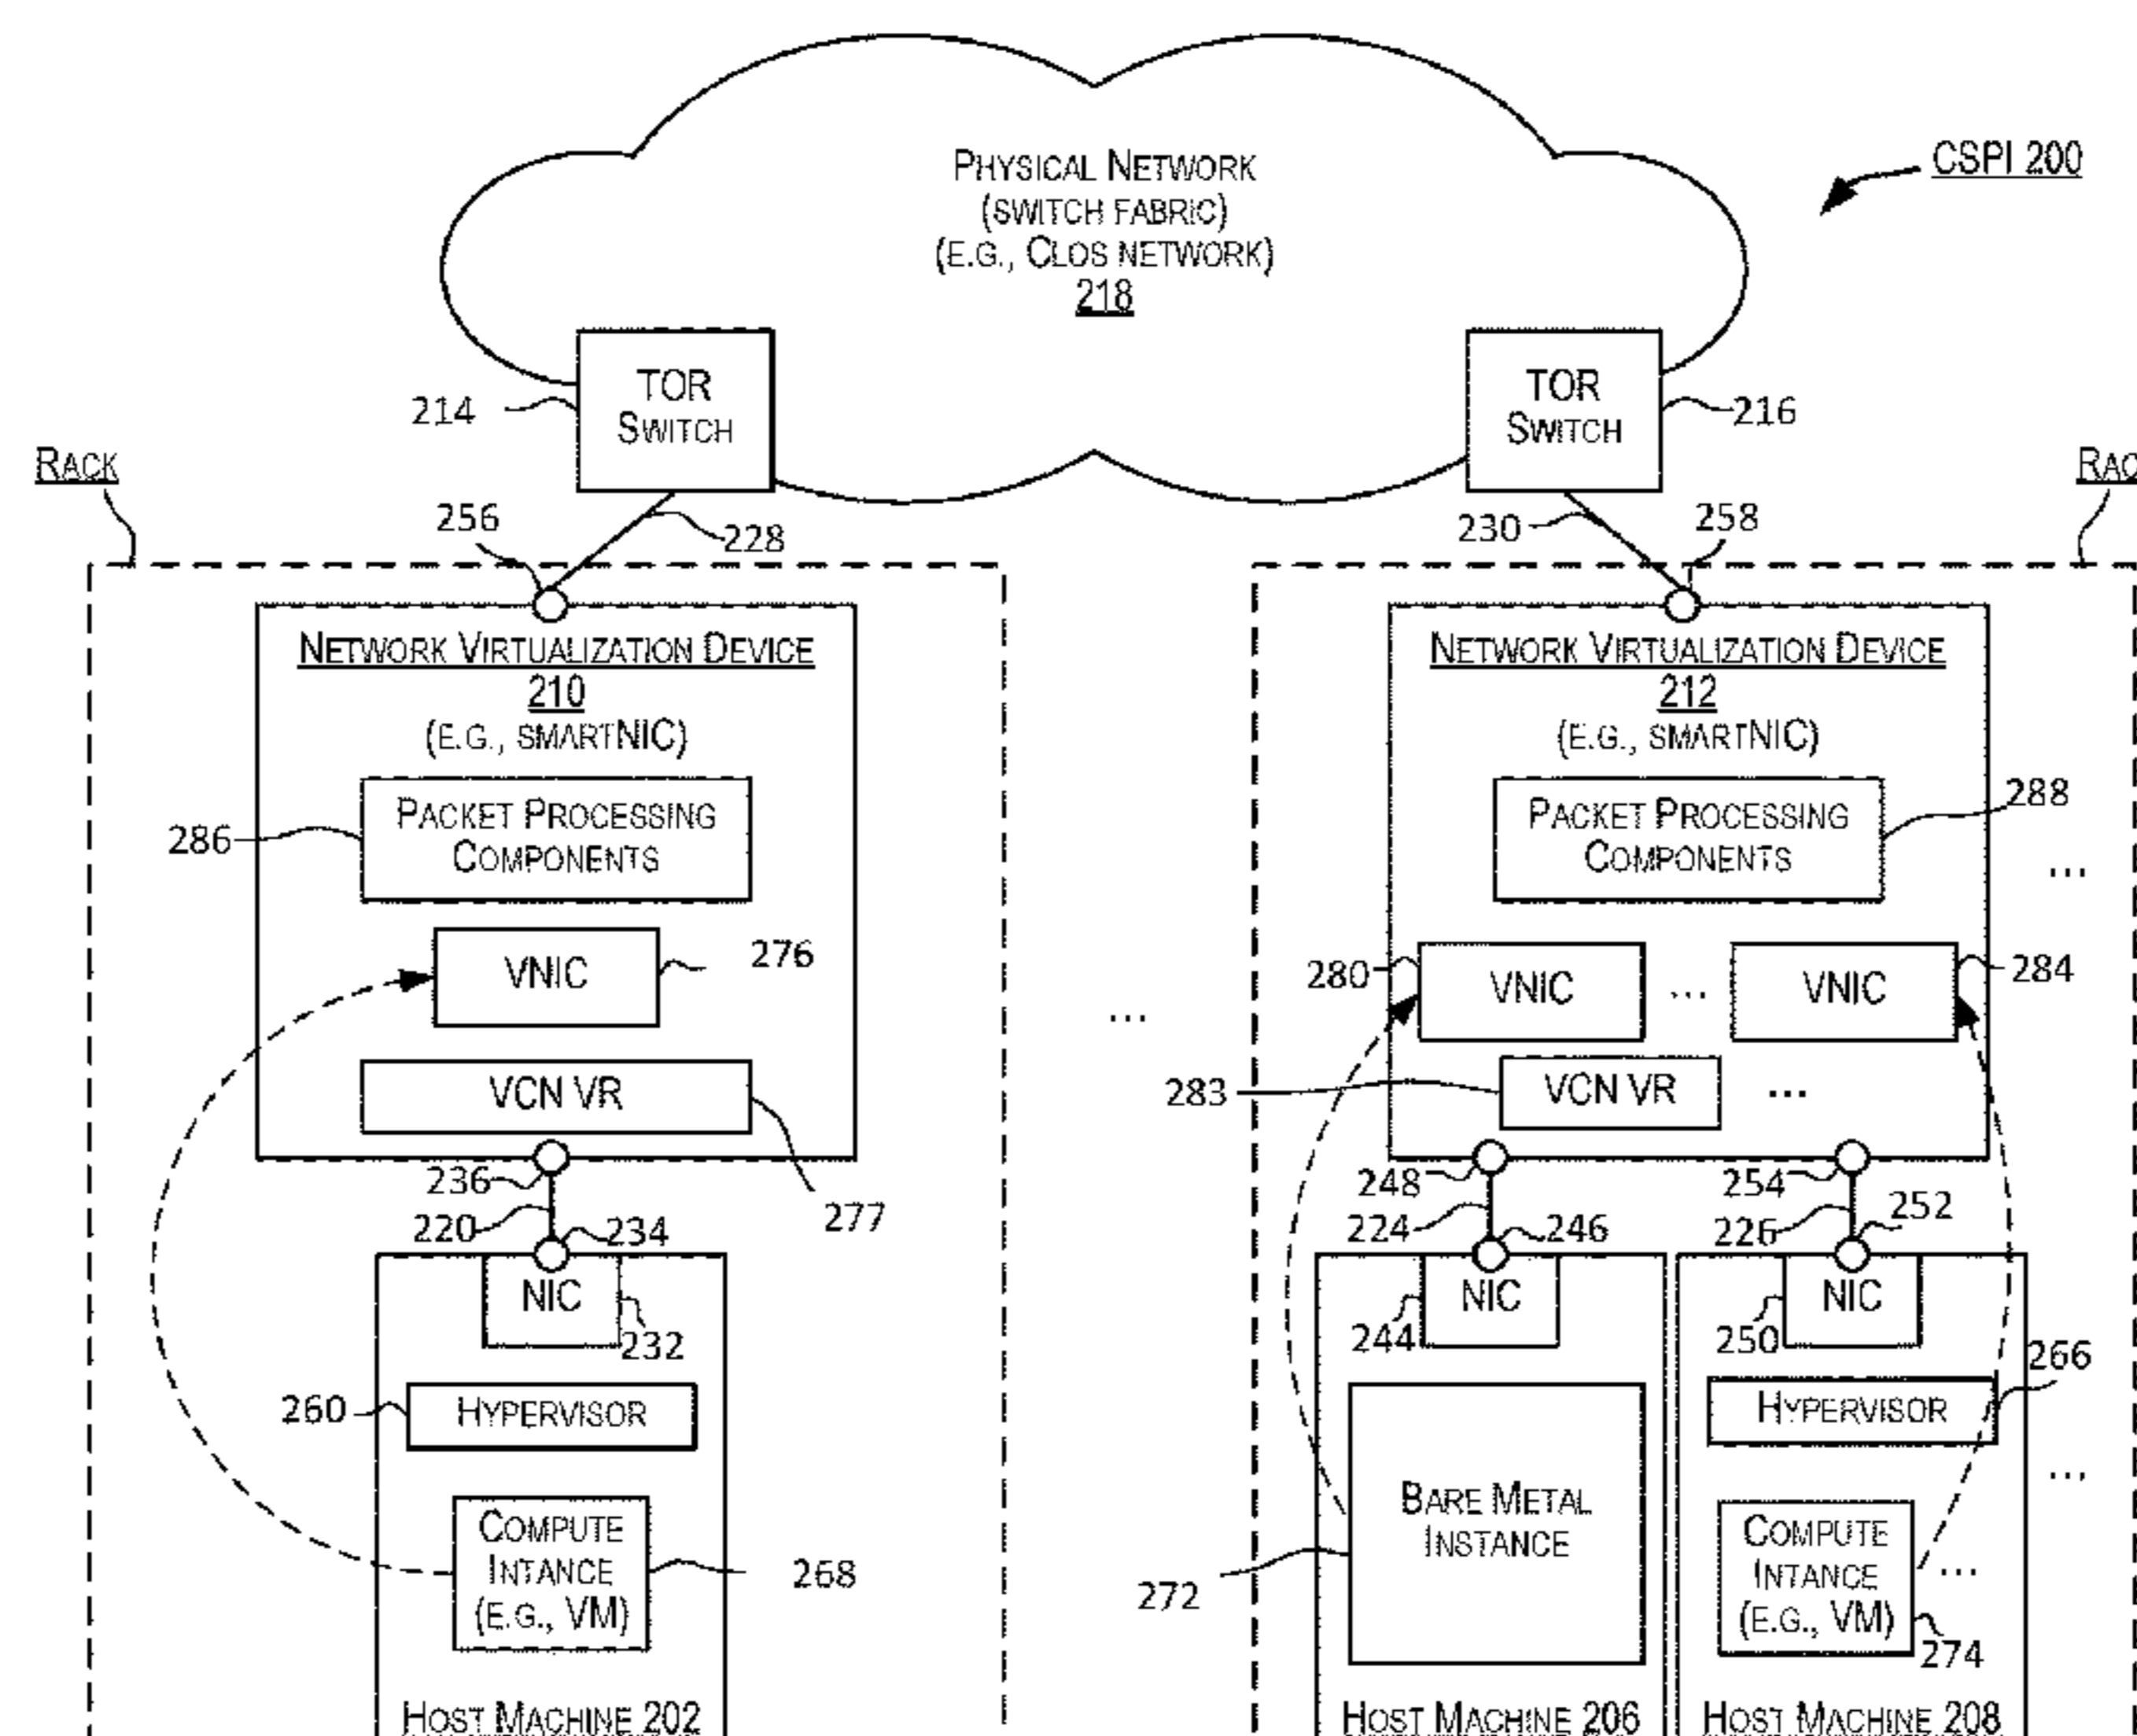 PHYSICAL NETWORK
(SWITCH FABRIC)
(E.G., CLOS NETWORK)
218
CSPI 200
TOR
SWITCH
214
TOR
SWITCH
216
RACK
RAC
256
228
230
258
NETWORK VIRTUALIZATION DEVICE
210
(E.G., SMARTNIC)
PACKET PROCESSING
COMPONENTS
286
VNIC
276
VCN VR
277
236
220
234
NIC
232
260
HYPERVISOR
COMPUTE
INTANCE
(E.G., VM)
268
HOST MACHINE 202
...
NETWORK VIRTUALIZATION DEVICE
212
(E.G., SMARTNIC)
PACKET PROCESSING
COMPONENTS
288
...
280
VNIC
...
VNIC
284
283
VCN VR
...
248
254
224
246
226
252
NIC
244
NIC
250
266
HYPERVISOR
...
BARE METAL
INSTANCE
272
COMPUTE
INTANCE
(E.G., VM)
...
274
HOST MACHINE 206
HOST MACHINE 208